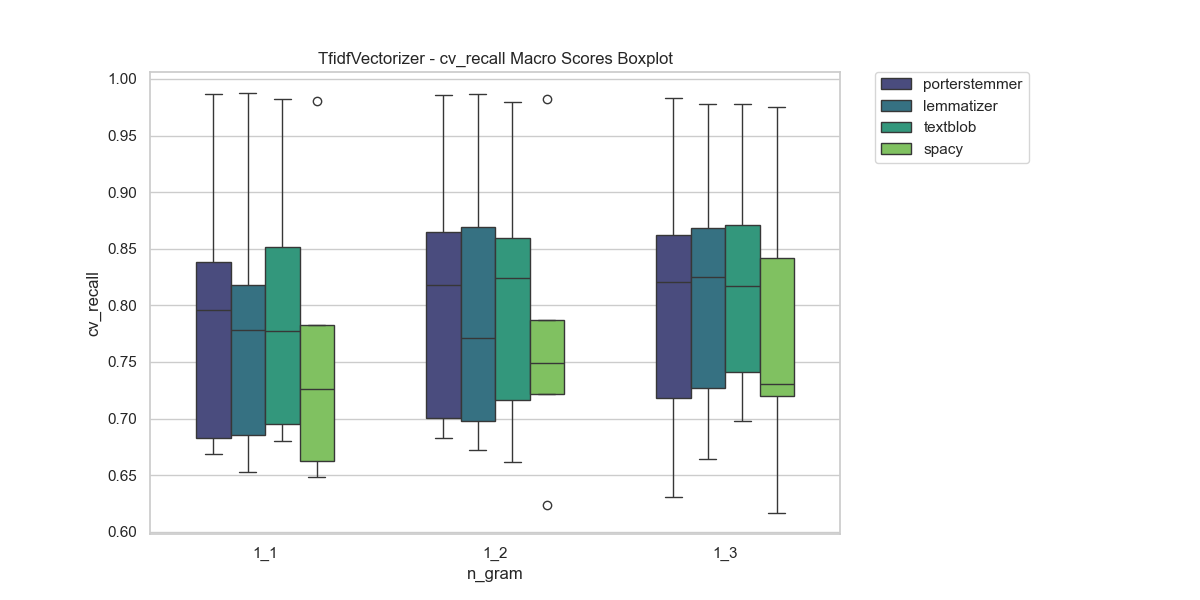 TfidfVectorizer - cv_recall Macro Scores Boxplot
porterstemmer
lemmatizer
textblob
spacy
cv_recall
1.00
0.95
0.90
0.85
0.80
0.75
0.70
0.65
0.60
1_1
1_2
1_3
n_gram